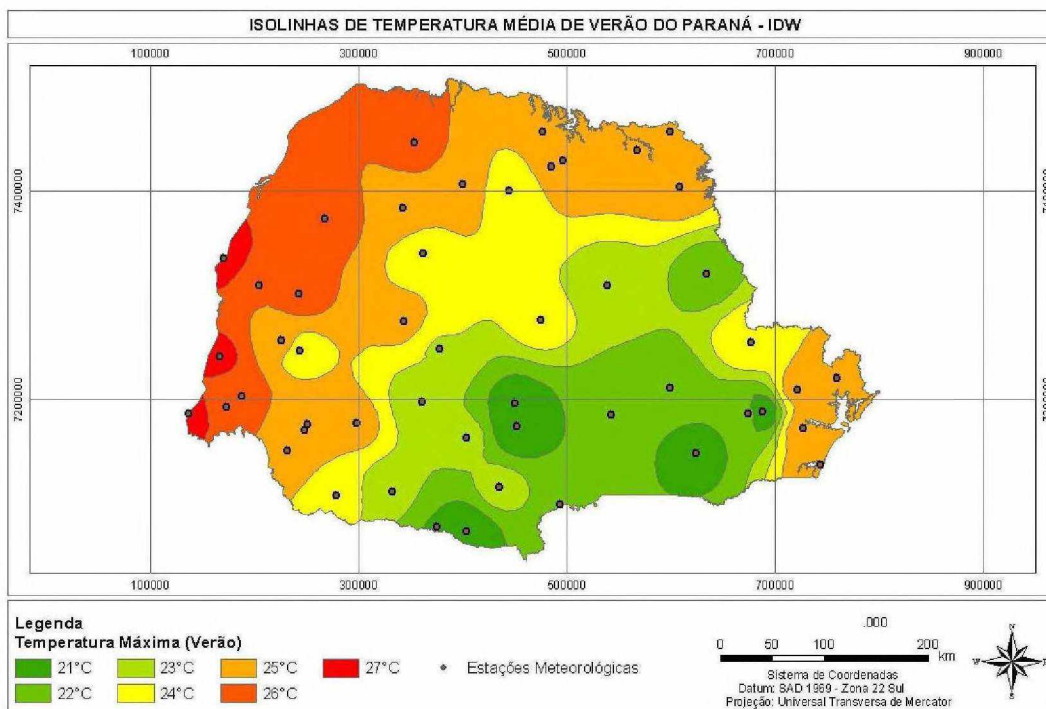 ISOLINHAS DE TEMPERATURA MÉDIA DE VERÃO DO PARANÁ - IDW
100000 300000 500000 700000 900000
7400000
7200000
100000 300000 500000 700000 900000
Legenda
Temperatura Máxima (Verão)
21°C 23°C 25°C 27°C Estações Meteorológicas
22°C 24°C 26°C
.000
0 50 100 200
km
Sistema de Coordenadas
Datum: SAD 1969 - Zona 22 Sul
Projeção: Universal Transversa de Mercator
N